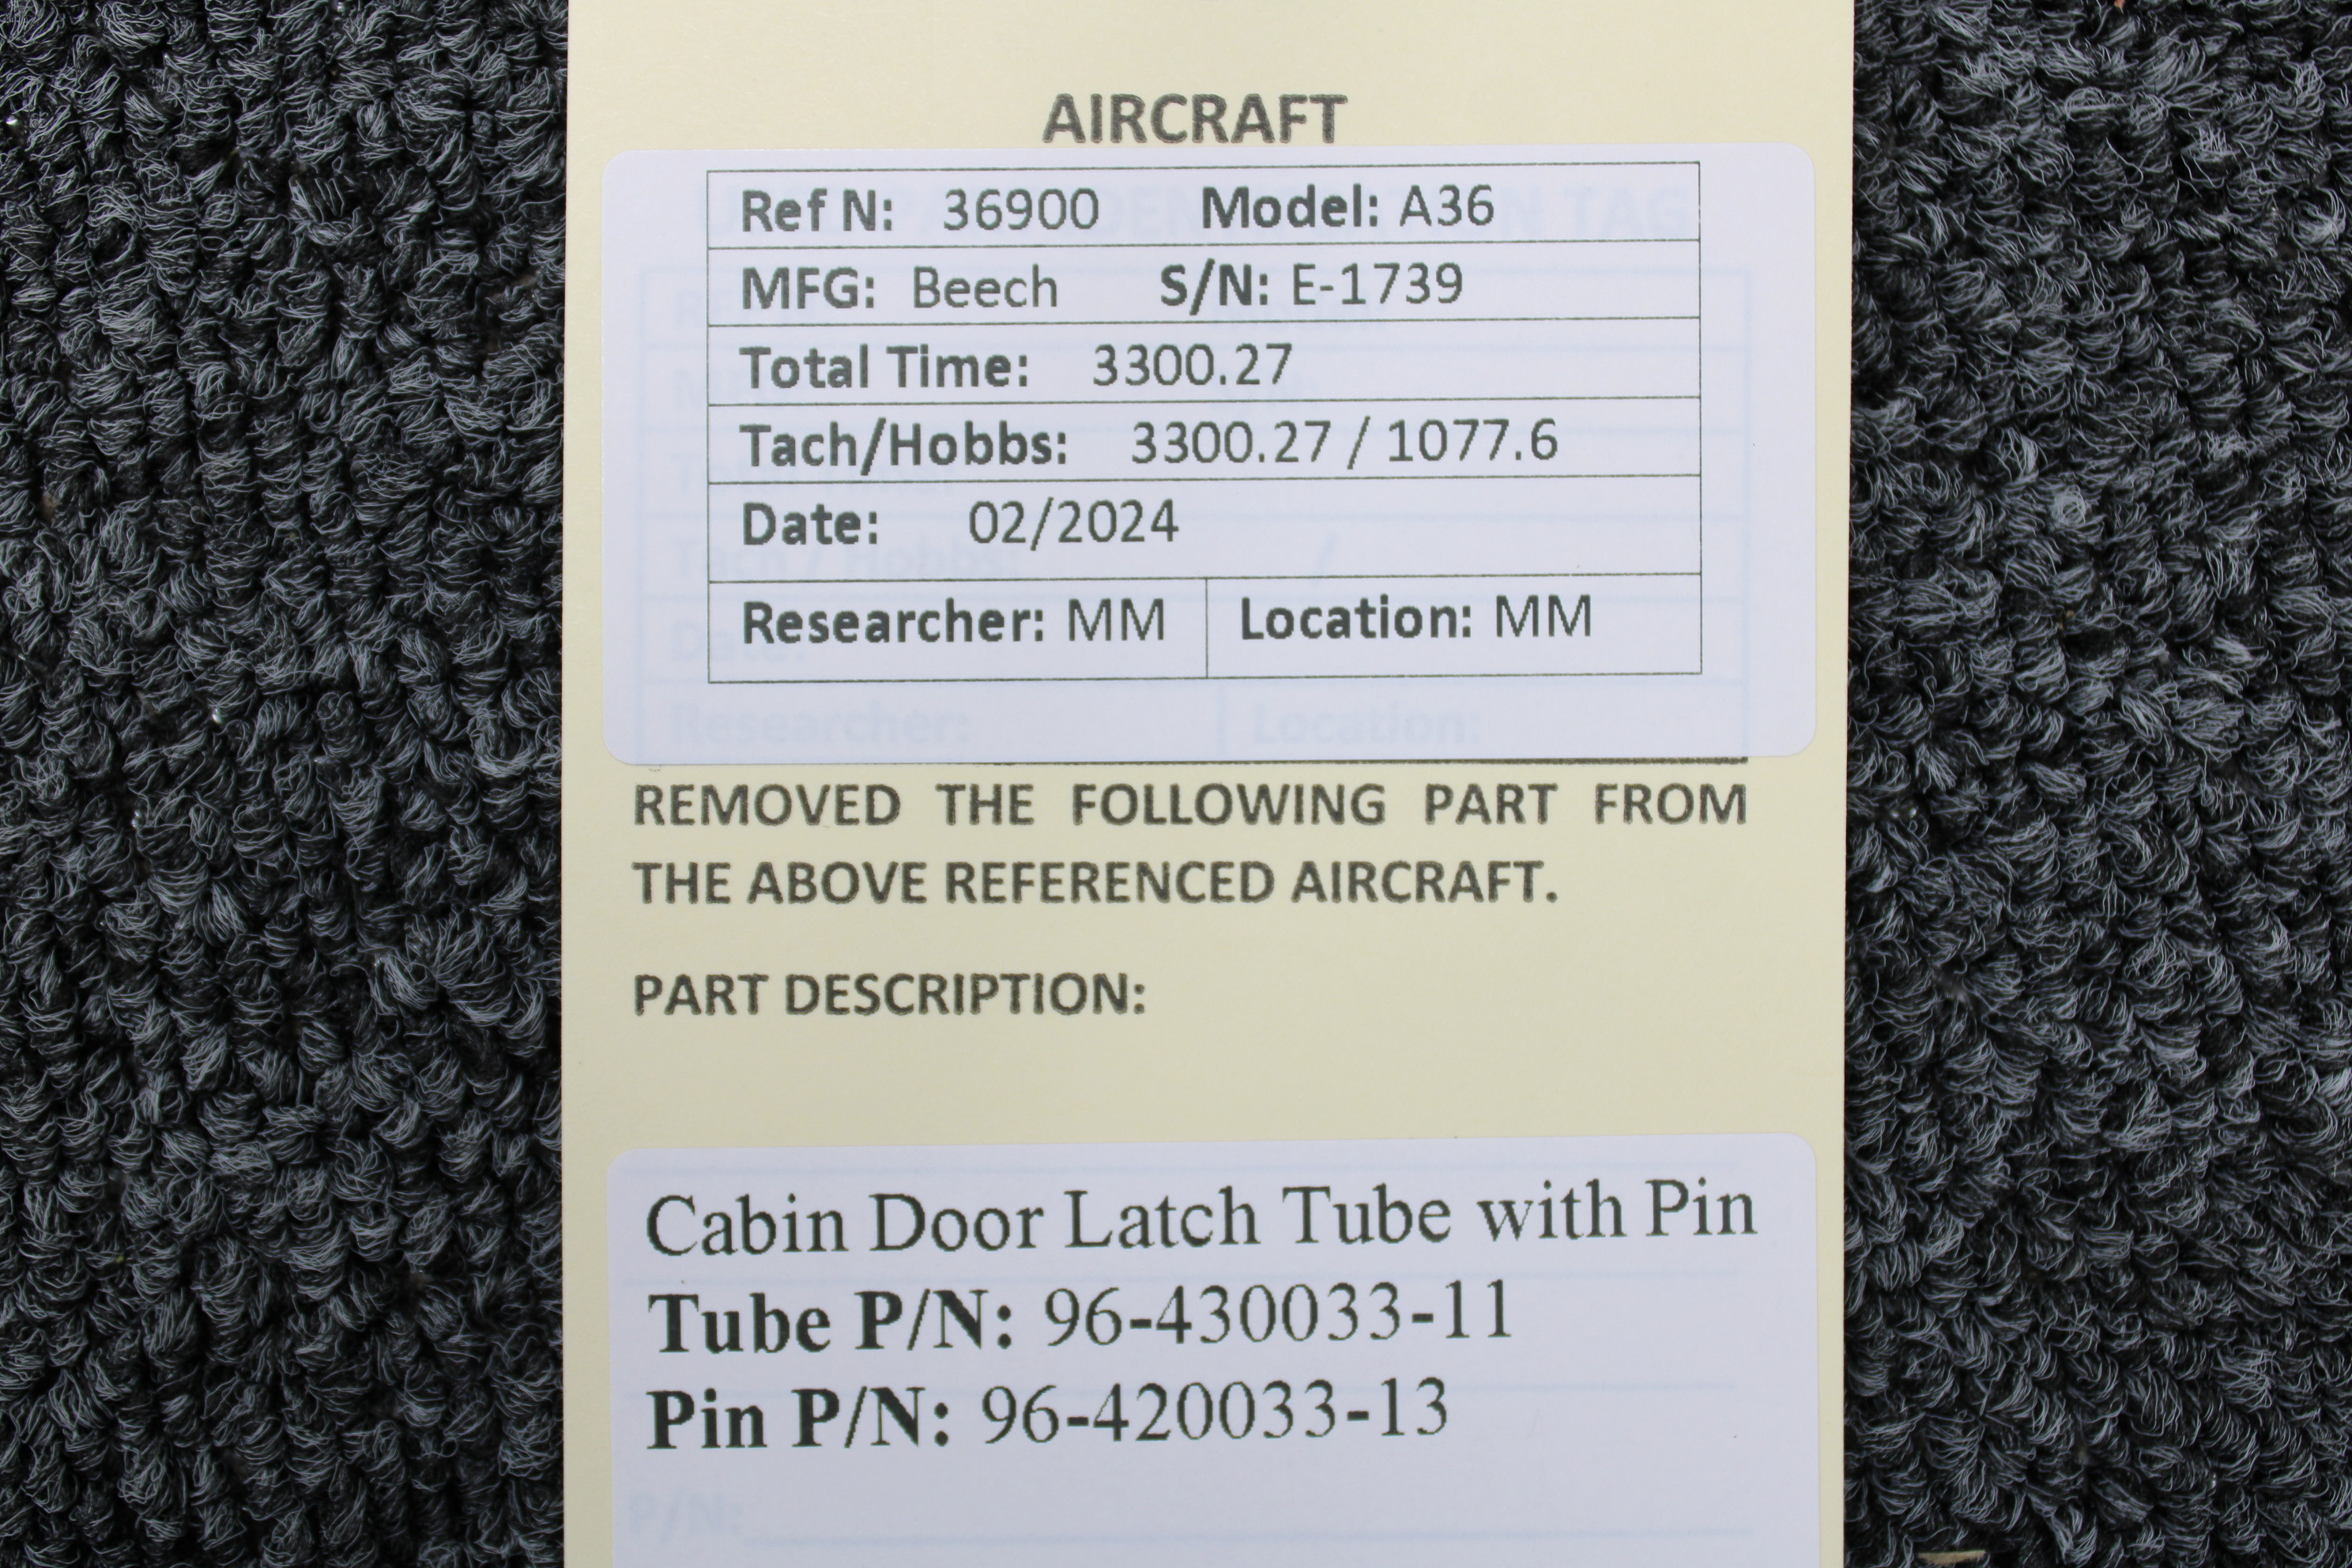 AIRCRAFT
Ref N: 36900 Model: A36
MFG: Beech S/N: E-1739
Total Time: 3300.27
Tach/Hobbs: 3300.27 / 1077.6
Date: 02/2024
Researcher: MM Location: MM
Researcher: Location:
REMOVED THE FOLLOWING PART FROM
THE ABOVE REFERENCED AIRCRAFT.
PART DESCRIPTION:
Cabin Door Latch Tube with Pin
Tube P/N: 96-430033-11
Pin P/N: 96-420033-13
P/N: